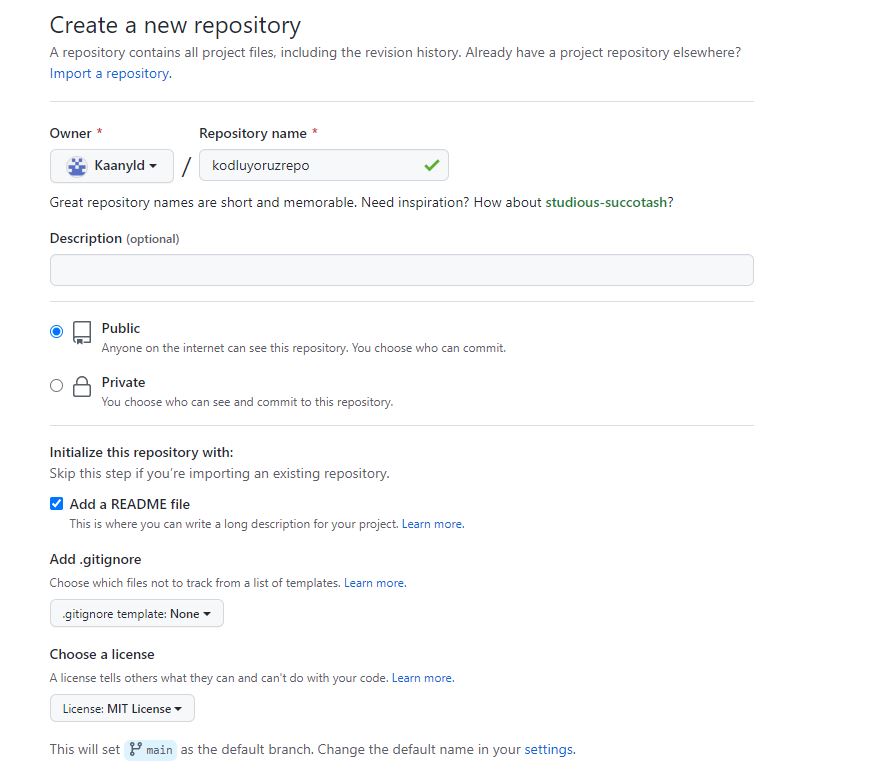 Create a new repository
A repository contains all project files, including the revision history. Already have a project repository elsewhere?
Import a repository.
Owner * Repository name *
Kaanyld / kodluyoruzrepo
Great repository names are short and memorable. Need inspiration? How about studious-succotash?
Description (optional)
Public
Anyone on the internet can see this repository. You choose who can commit.
Private
You choose who can see and commit to this repository.
Initialize this repository with:
Skip this step if you're importing an existing repository.
Add a README file
This is where you can write a long description for your project. Learn more.
Add .gitignore
Choose which files not to track from a list of templates. Learn more.
.gitignore template: None
Choose a license
A license tells others what they can and can't do with your code. Learn more.
License: MIT License
This will set main as the default branch. Change the default name in your settings.